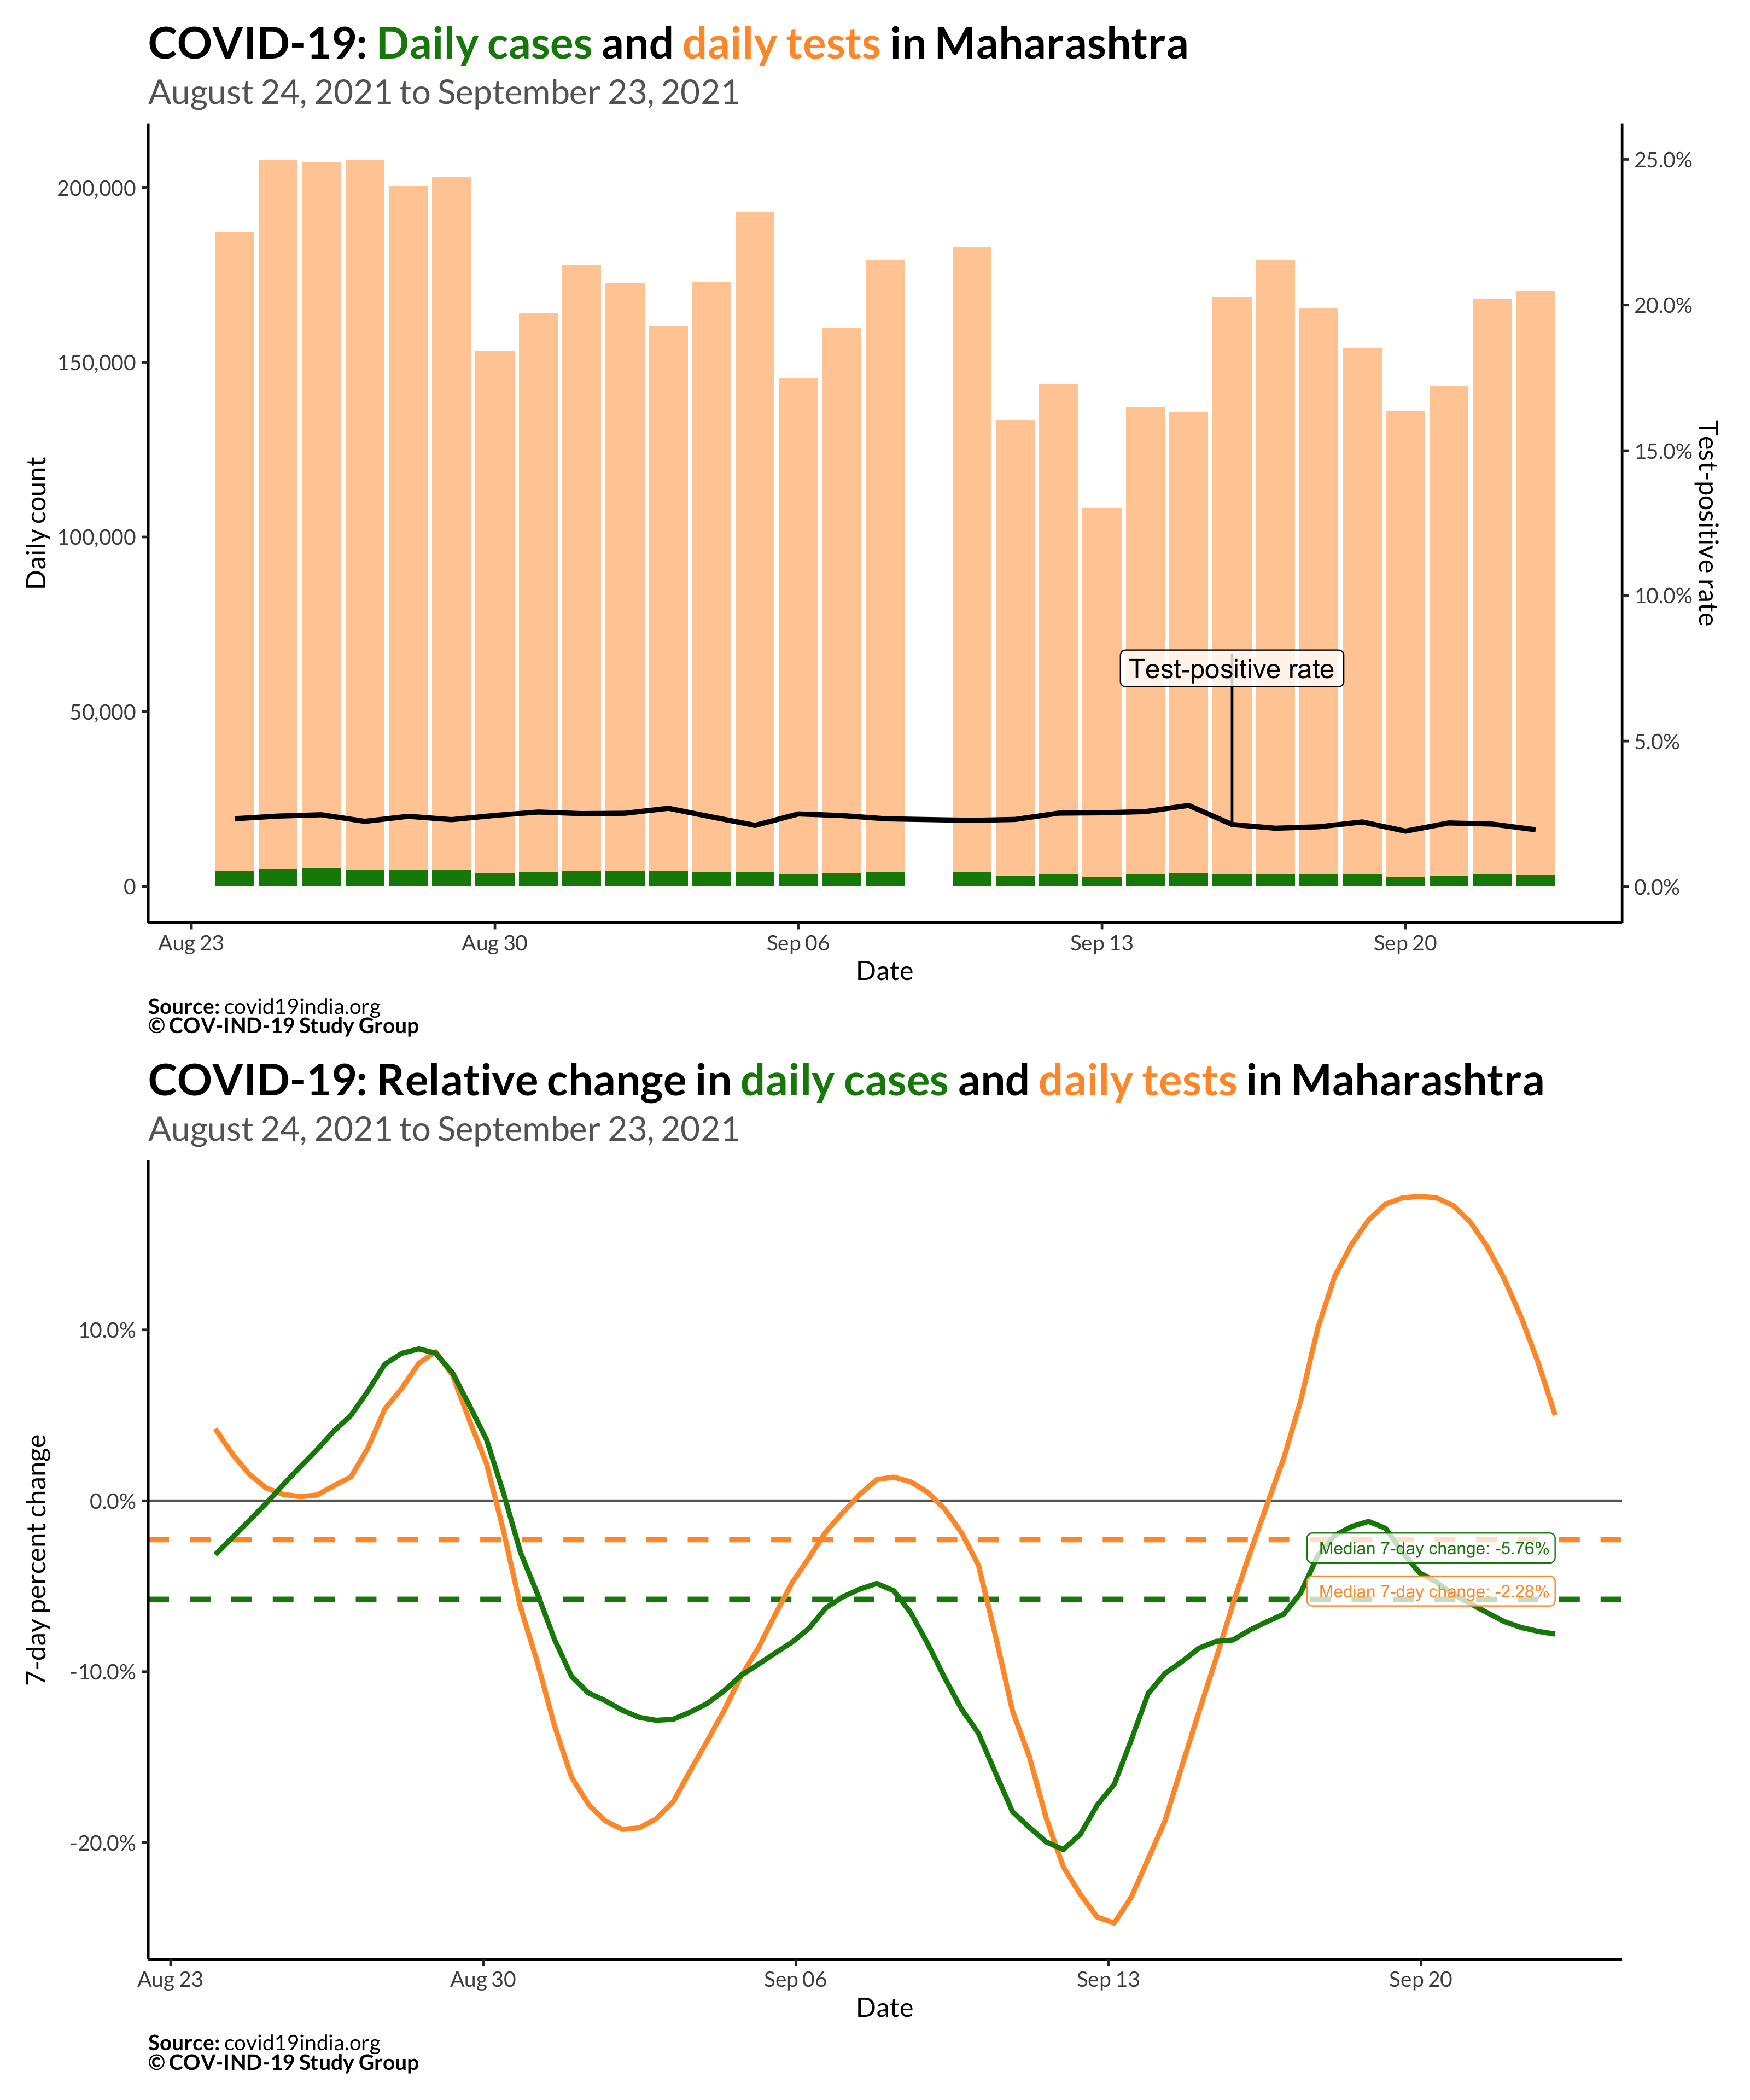 COVID-19: Daily cases and daily tests in Maharashtra
August 24, 2021 to September 23, 2021
200,000
150,000
100,000
50,000
0
Daily count
25.0%
20.0%
15.0%
10.0%
5.0%
0.0%
Test-positive rate
Test-positive rate
Aug 23
Aug 30
Sep 06
Sep 13
Sep 20
Date
Source: covid19india.org
© COV-IND-19 Study Group
COVID-19: Relative change in daily cases and daily tests in Maharashtra
August 24, 2021 to September 23, 2021
10.0%
0.0%
-10.0%
-20.0%
7-day percent change
Median 7-day change: -5.76%
Median 7-day change: -2.28%
Aug 23
Aug 30
Sep 06
Sep 13
Sep 20
Date
Source: covid19india.org
© COV-IND-19 Study Group